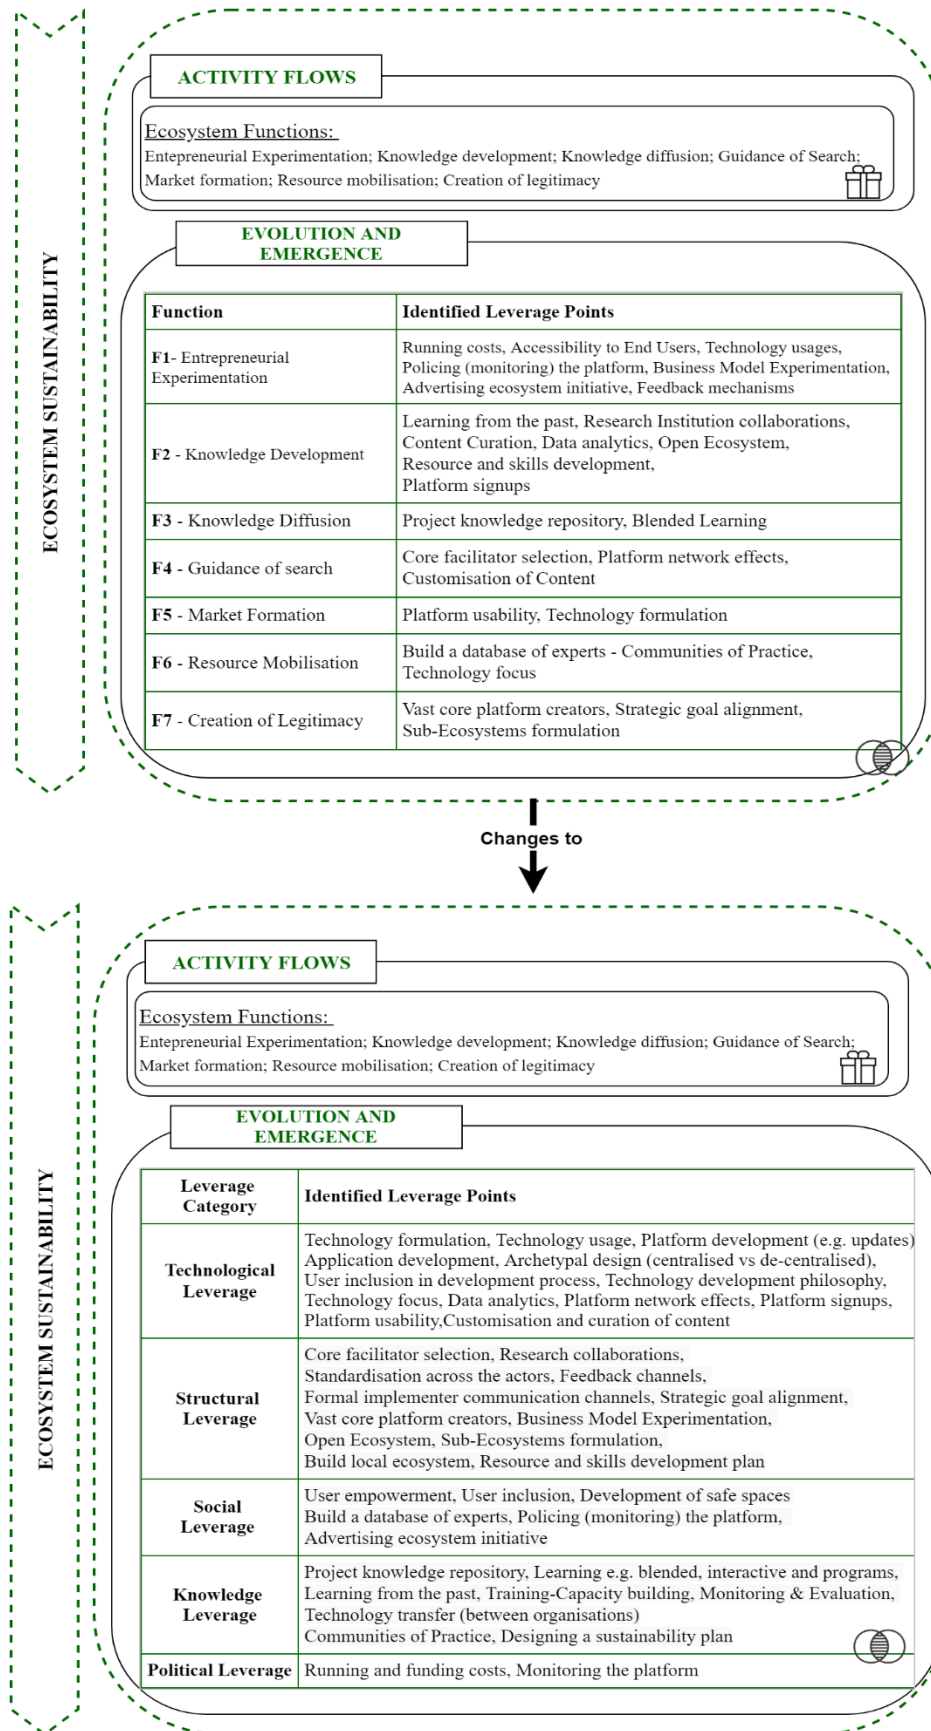 ECOSYSTEM SUSTAINABILITY
ACTIVITY FLOWS
Ecosystem Functions:
Entepreneurial Experimentation; Knowledge development; Knowledge diffusion; Guidance of Search;
Market formation; Resource mobilisation; Creation of legitimacy
EVOLUTION AND
EMERGENCE
Function
Identified Leverage Points
F1- Entrepreneurial
Experimentation
Running costs, Accessibility to End Users, Technology usages,
Policing (monitoring) the platform, Business Model Experimentation,
Advertising ecosystem initiative, Feedback mechanisms
F2 - Knowledge Development
Learning from the past, Research Institution collaborations,
Content Curation, Data analytics, Open Ecosystem,
Resource and skills development,
Platform signups
F3 - Knowledge Diffusion
Project knowledge repository, Blended Learning
F4 - Guidance of search
Core facilitator selection, Platform network effects,
Customisation of Content
F5 - Market Formation
Platform usability, Technology formulation
F6 - Resource Mobilisation
Build a database of experts - Communities of Practice,
Technology focus
F7 - Creation of Legitimacy
Vast core platform creators, Strategic goal alignment,
Sub-Ecosystems formulation
Changes to
ECOSYSTEM SUSTAINABILITY
ACTIVITY FLOWS
Ecosystem Functions:
Entepreneurial Experimentation; Knowledge development; Knowledge diffusion; Guidance of Search;
Market formation; Resource mobilisation; Creation of legitimacy
EVOLUTION AND
EMERGENCE
Leverage
Category
Identified Leverage Points
Technological
Leverage
Technology formulation, Technology usage, Platform development (e.g. updates)
Application development, Archetypal design (centralised vs de-centralised),
User inclusion in development process, Technology development philosophy,
Technology focus, Data analytics, Platform network effects, Platform signups,
Platform usability,Customisation and curation of content
Structural
Leverage
Core facilitator selection, Research collaborations,
Standardisation across the actors, Feedback channels,
Formal implementer communication channels, Strategic goal alignment,
Vast core platform creators, Business Model Experimentation,
Open Ecosystem, Sub-Ecosystems formulation,
Build local ecosystem, Resource and skills development plan
Social
Leverage
User empowerment, User inclusion, Development of safe spaces
Build a database of experts, Policing (monitoring) the platform,
Advertising ecosystem initiative
Knowledge
Leverage
Project knowledge repository, Learning e.g. blended, interactive and programs,
Learning from the past, Training-Capacity building, Monitoring & Evaluation,
Technology transfer (between organisations)
Communities of Practice, Designing a sustainability plan
Political Leverage
Running and funding costs, Monitoring the platform